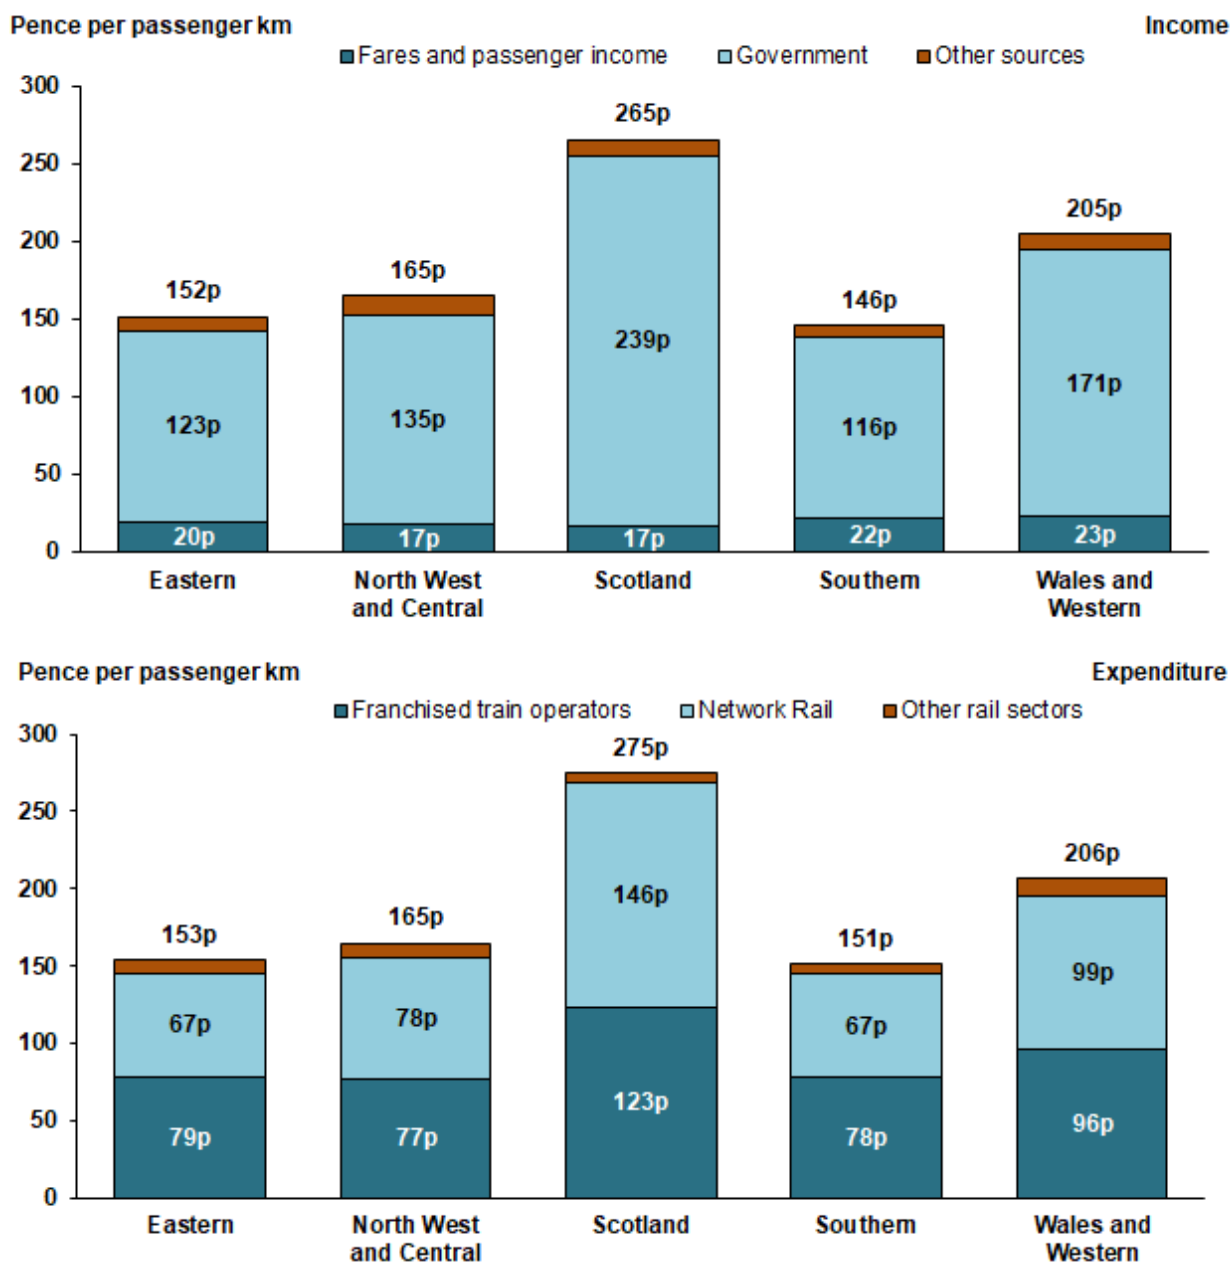 Pence per passenger km Income
Fares and passenger income Government Other sources
300
250
200
150
100
50
0
152p
123p
20p
165p
135p
17p
265p
239p
17p
146p
116p
22p
205p
171p
23p
Eastern North West Scotland Southern Wales and
and Central Western
Pence per passenger km Expenditure
Franchised train operators Network Rail Other rail sectors
300
250
200
150
100
50
0
153p
67p
79p
165p
78p
77p
275p
146p
123p
151p
67p
78p
206p
99p
96p
Eastern North West Scotland Southern Wales and
and Central Western